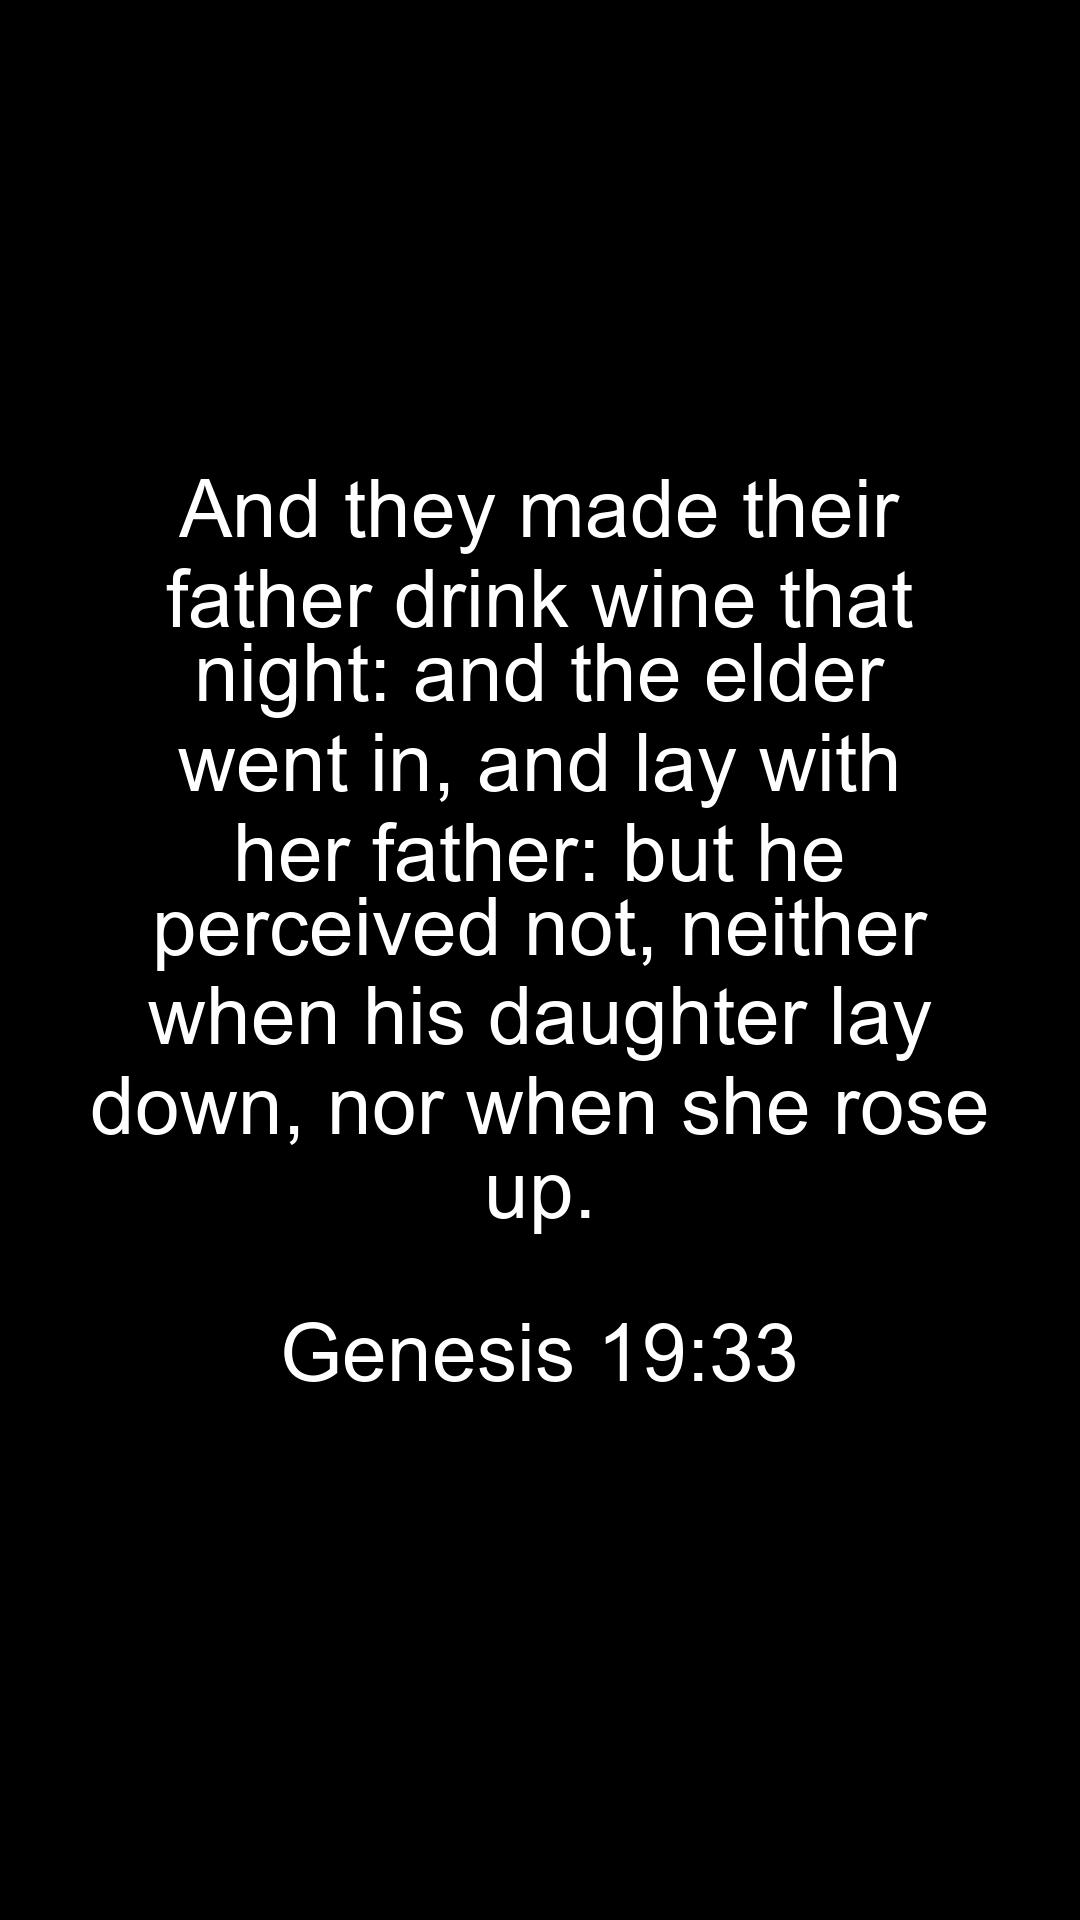 And they made their
father drink wine that
night: and the elder
went in, and lay with
her father: but he
perceived not, neither
when his daughter lay
down, nor when she rose
up.
Genesis 19:33